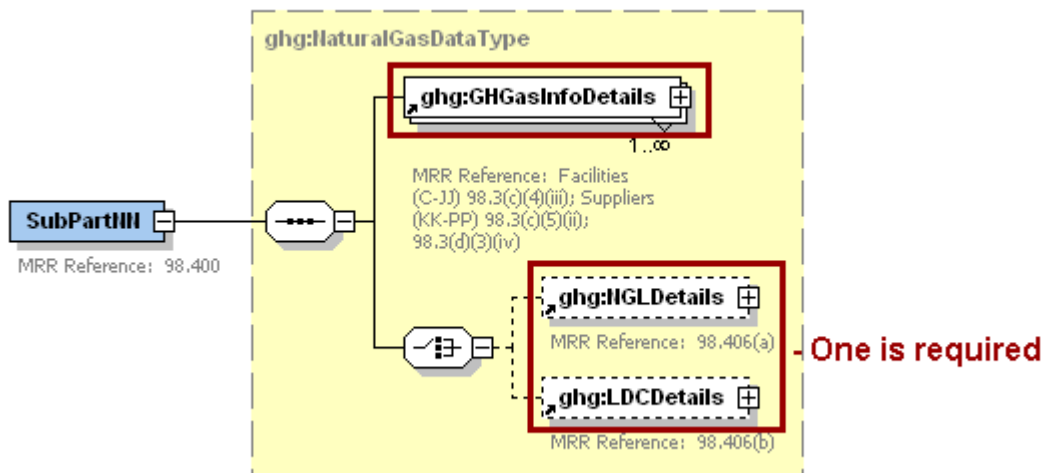 ghg:NaturalGasDataType
ghg:GHGasInfoDetails
1..∞
MRR Reference: Facilities
(C-JJ) 98.3(c)(4)(iii); Suppliers
(KK-PP) 98.3(c)(5)(ii);
98.3(d)(3)(iv)
SubPartNN
MRR Reference: 98.400
ghg:NGLDetails
MRR Reference: 98.406(a)
- One is required
ghg:LDCDetails
MRR Reference: 98.406(b)